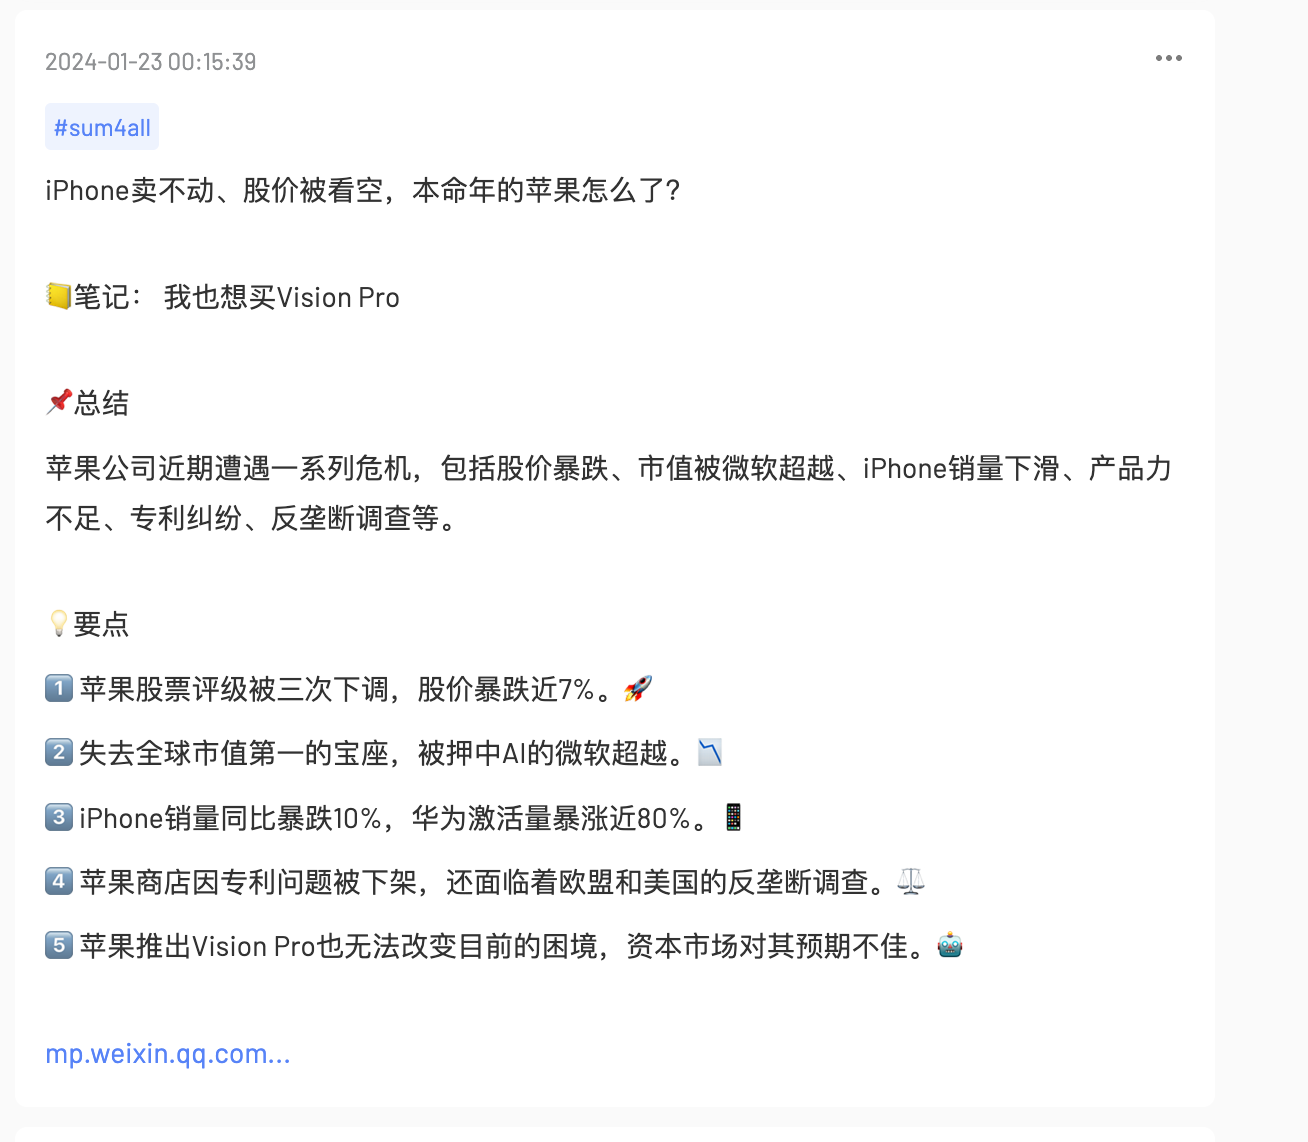 2024-01-23 00:15:39
#sum4all
iPhone卖不动、股价被看空，本命年的苹果怎么了？
📒笔记： 我也想买Vision Pro
📌总结
苹果公司近期遭遇一系列危机，包括股价暴跌、市值被微软超越、iPhone销量下滑、产品力
不足、专利纠纷、反垄断调查等。
💡要点
1️⃣ 苹果股票评级被三次下调，股价暴跌近7%。🚀
2️⃣ 失去全球市值第一的宝座，被押中AI的微软超越。📉
3️⃣ iPhone销量同比暴跌10%，华为激活量暴涨近80%。📱
4️⃣ 苹果商店因专利问题被下架，还面临着欧盟和美国的反垄断调查。⚖️
5️⃣ 苹果推出Vision Pro也无法改变目前的困境，资本市场对其预期不佳。🤖
mp.weixin.qq.com...